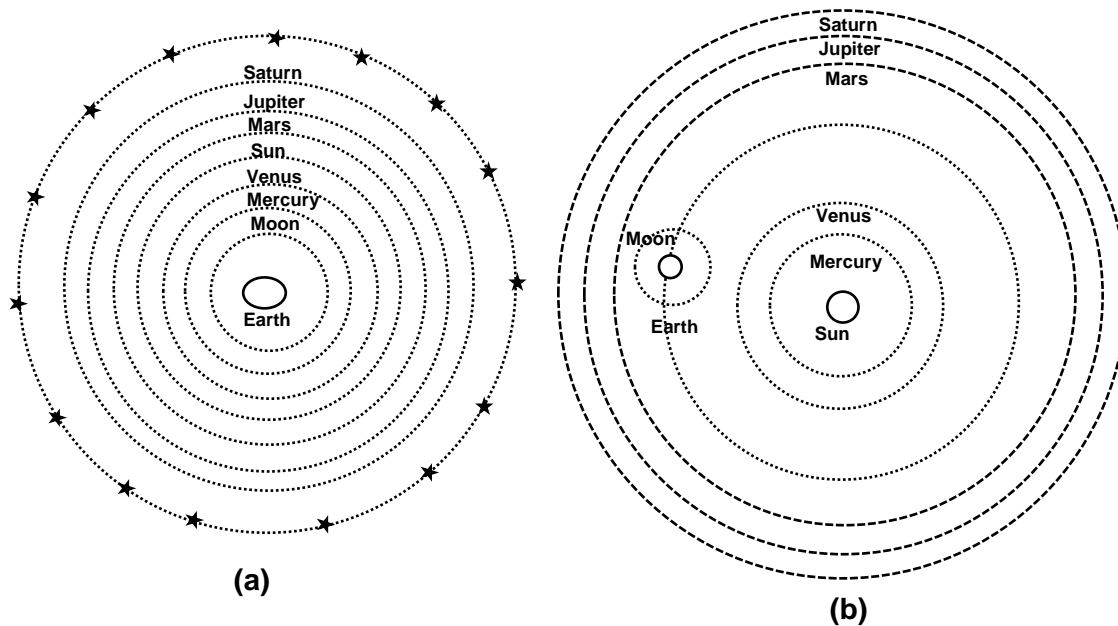 Saturn
Jupiter
Mars
Sun
Venus
Mercury
Moon
Earth
(a)
Saturn
Jupiter
Mars
Venus
Moon
Mercury
Earth
Sun
(b)